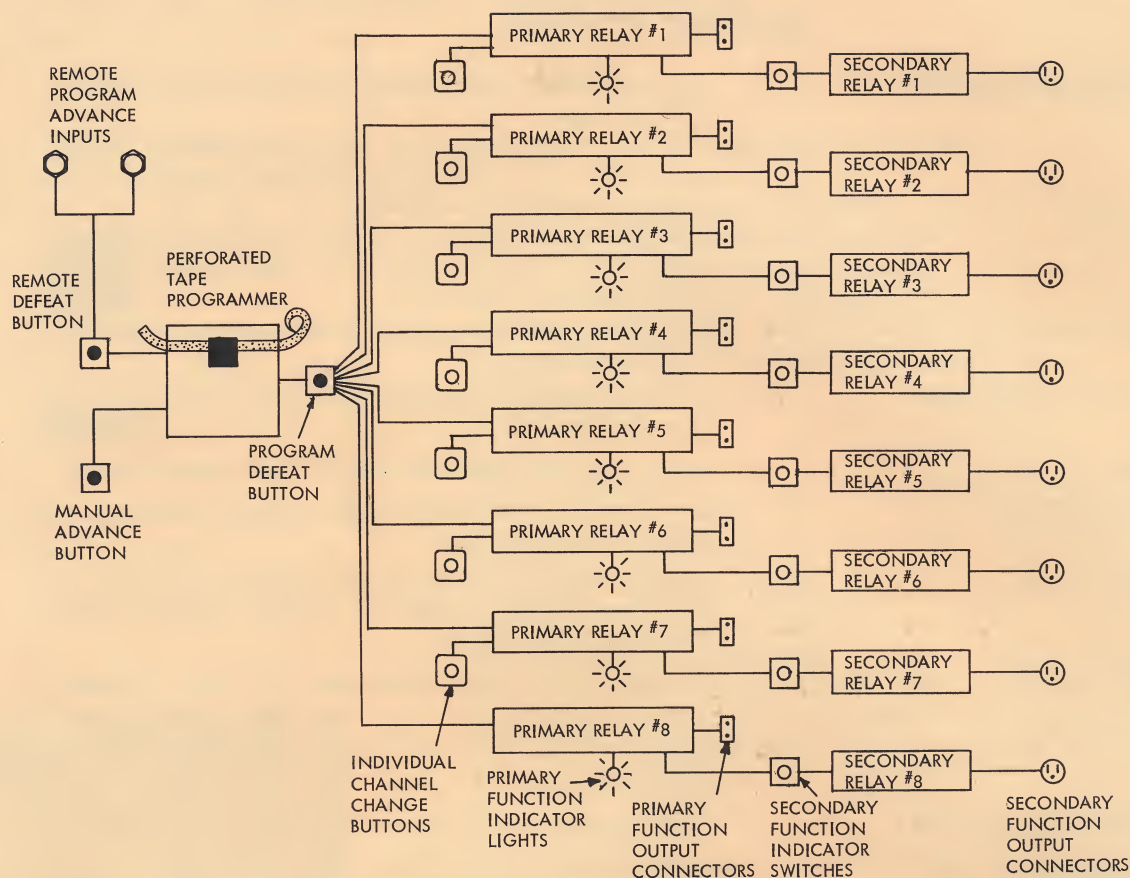 REMOTE
PROGRAM
ADVANCE
INPUTS
REMOTE
DEFEAT
BUTTON
PERFORATED
TAPE
PROGRAMMER
MANUAL
ADVANCE
BUTTON
PROGRAM
DEFEAT
BUTTON
PRIMARY RELAY #1
SECONDARY
RELAY #1
PRIMARY RELAY #2
SECONDARY
RELAY #2
PRIMARY RELAY #3
SECONDARY
RELAY #3
PRIMARY RELAY #4
SECONDARY
RELAY #4
PRIMARY RELAY #5
SECONDARY
RELAY #5
PRIMARY RELAY #6
SECONDARY
RELAY #6
PRIMARY RELAY #7
SECONDARY
RELAY #7
PRIMARY RELAY #8
SECONDARY
RELAY #8
INDIVIDUAL
CHANNEL
CHANGE
BUTTONS
PRIMARY
FUNCTION
INDICATOR
LIGHTS
PRIMARY
FUNCTION
OUTPUT
CONNECTORS
SECONDARY
FUNCTION
INDICATOR
SWITCHES
SECONDARY
FUNCTION
OUTPUT
CONNECTORS